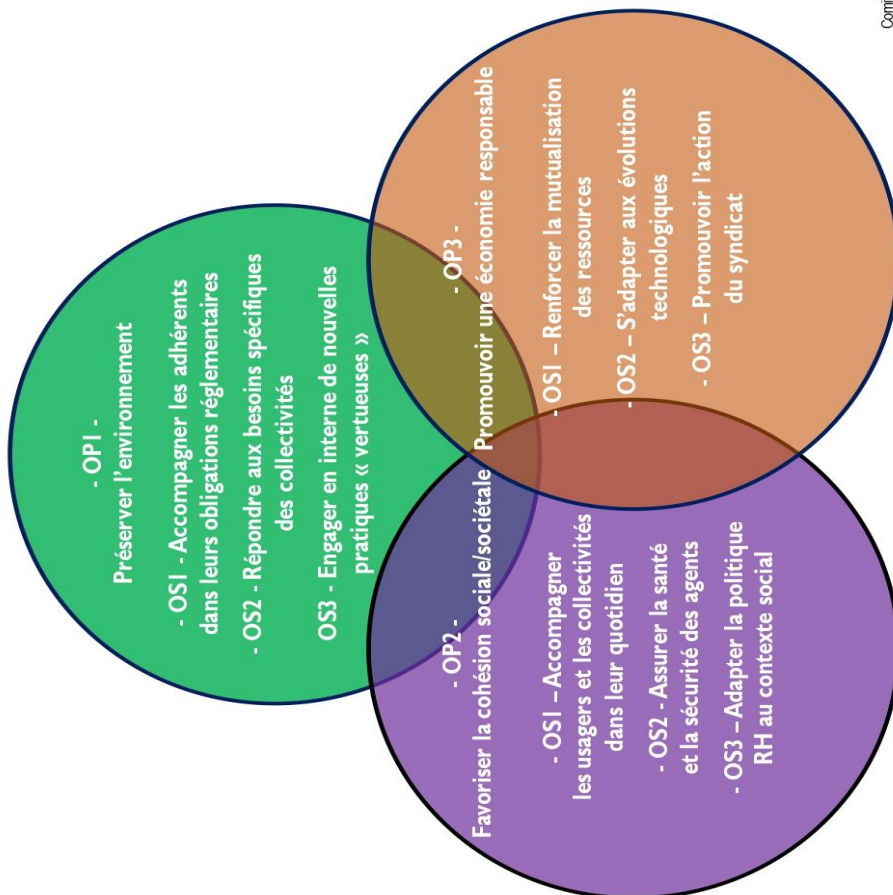 - OP1 -
Préserver l'environnement
- OS1 - Accompagner les adhérents
dans leurs obligations réglementaires
- OS2 - Répondre aux besoins spécifiques
des collectivités
OS3 - Engager en interne de nouvelles
pratiques « vertueuses »
- OP2 -
Favoriser la cohésion sociale/sociétale
- OS1 – Accompagner
les usagers et les collectivités
dans leur quotidien
- OS2 - Assurer la santé
et la sécurité des agents
- OS3 – Adapter la politique
RH au contexte social
- OP3 -
Promouvoir une économie responsable
- OS1 – Renforcer la mutualisation
des ressources
- OS2 – S'adapter aux évolutions
technologiques
- OS3 – Promouvoir l'action
du syndicat